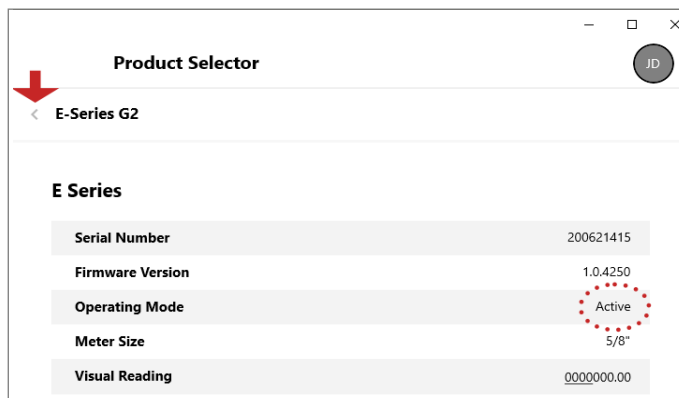 Product Selector
JD
E-Series G2
E Series
Serial Number 200621415
Firmware Version 1.0.4250
Operating Mode Active
Meter Size 5/8"
Visual Reading 0000000.00